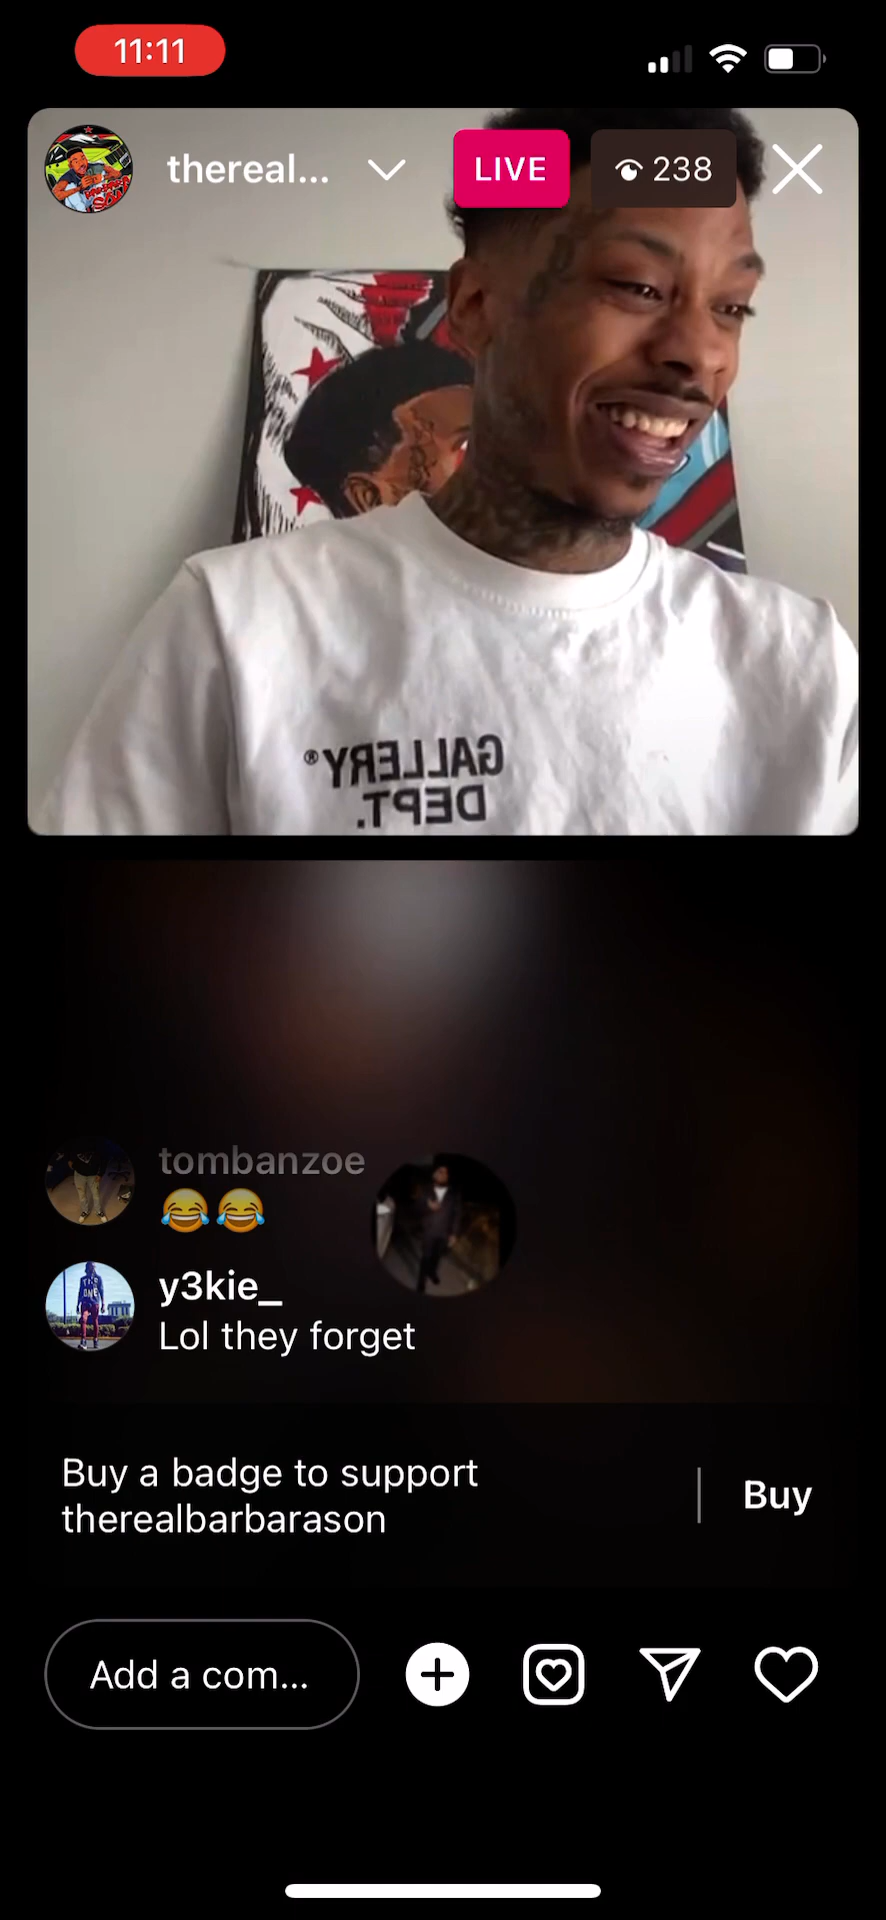 11:11
thereal...
LIVE
238
GALLERY®
DEPT.
tombanzoe
😂😂
y3kie_
Lol they forget
Buy a badge to support
therealbarbarason
Buy
Add a com...